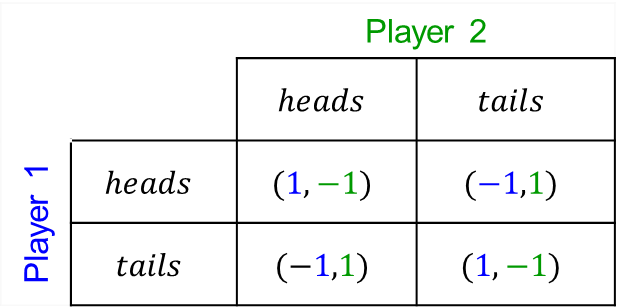 Player 2
heads tails
Player 1
heads (1, −1) (−1,1)
tails (−1,1) (1, −1)